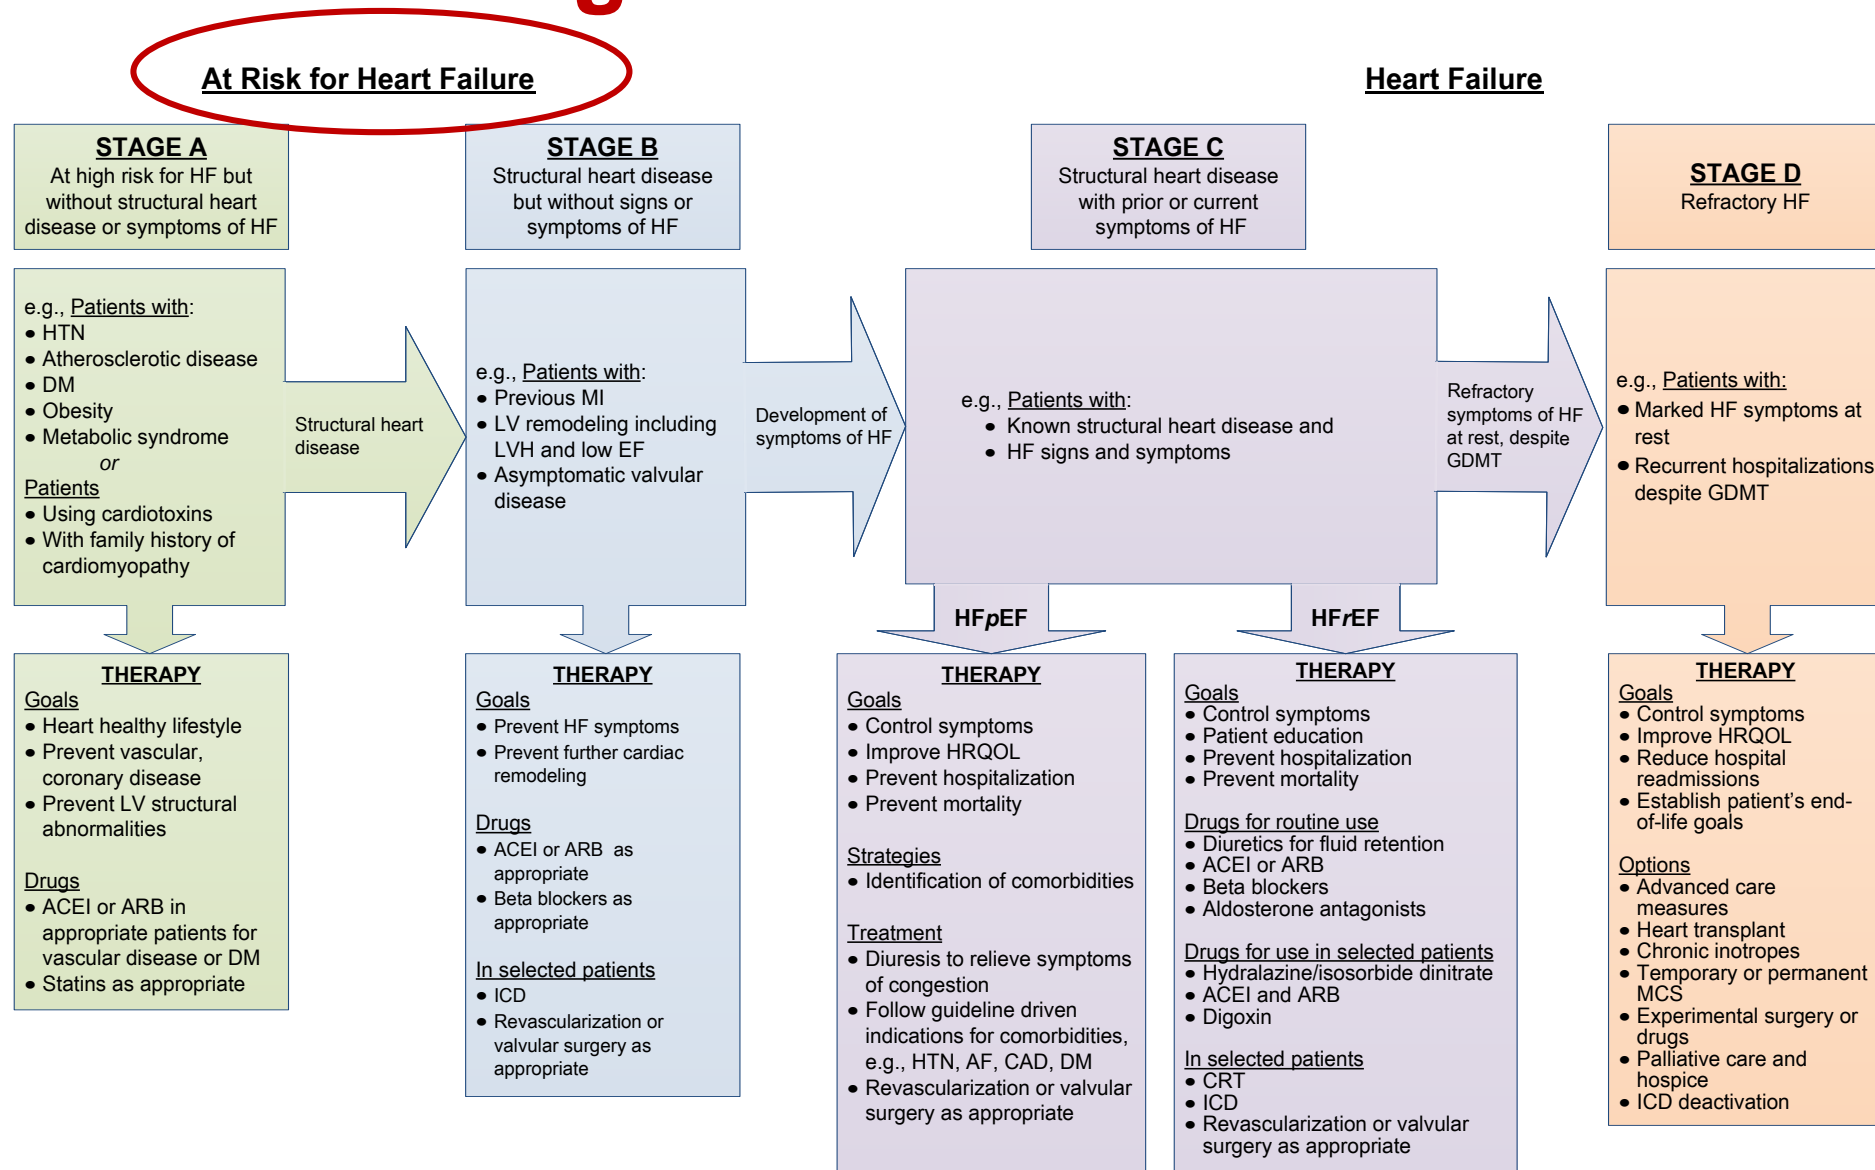 At Risk for Heart Failure
Heart Failure
STAGE A
At high risk for HF but
without structural heart
disease or symptoms of HF
STAGE B
Structural heart disease
but without signs or
symptoms of HF
STAGE C
Structural heart disease
with prior or current
symptoms of HF
STAGE D
Refractory HF
e.g., Patients with:
• HTN
• Atherosclerotic disease
• DM
• Obesity
• Metabolic syndrome
or
Patients
• Using cardiotoxins
• With family history of
cardiomyopathy
Structural heart
disease
e.g., Patients with:
• Previous MI
• LV remodeling including
LVH and low EF
• Asymptomatic valvular
disease
Development of
symptoms of HF
e.g., Patients with:
• Known structural heart disease and
• HF signs and symptoms
Refractory
symptoms of HF
at rest, despite
GDMT
e.g., Patients with:
• Marked HF symptoms at
rest
• Recurrent hospitalizations
despite GDMT
HFpEF
HFrEF
THERAPY
Goals
• Heart healthy lifestyle
• Prevent vascular,
coronary disease
• Prevent LV structural
abnormalities
Drugs
• ACEI or ARB in
appropriate patients for
vascular disease or DM
• Statins as appropriate
THERAPY
Goals
• Prevent HF symptoms
• Prevent further cardiac
remodeling
Drugs
• ACEI or ARB as
appropriate
• Beta blockers as
appropriate
In selected patients
• ICD
• Revascularization or
valvular surgery as
appropriate
THERAPY
Goals
• Control symptoms
• Improve HRQOL
• Prevent hospitalization
• Prevent mortality
Strategies
• Identification of comorbidities
Treatment
• Diuresis to relieve symptoms
of congestion
• Follow guideline driven
indications for comorbidities,
e.g., HTN, AF, CAD, DM
• Revascularization or valvular
surgery as appropriate
THERAPY
Goals
• Control symptoms
• Patient education
• Prevent hospitalization
• Prevent mortality
Drugs for routine use
• Diuretics for fluid retention
• ACEI or ARB
• Beta blockers
• Aldosterone antagonists
Drugs for use in selected patients
• Hydralazine/isosorbide dinitrate
• ACEI and ARB
• Digoxin
In selected patients
• CRT
• ICD
• Revascularization or valvular
surgery as appropriate
THERAPY
Goals
• Control symptoms
• Improve HRQOL
• Reduce hospital
readmissions
• Establish patient's end-
of-life goals
Options
• Advanced care
measures
• Heart transplant
• Chronic inotropes
• Temporary or permanent
MCS
• Experimental surgery or
drugs
• Palliative care and
hospice
• ICD deactivation